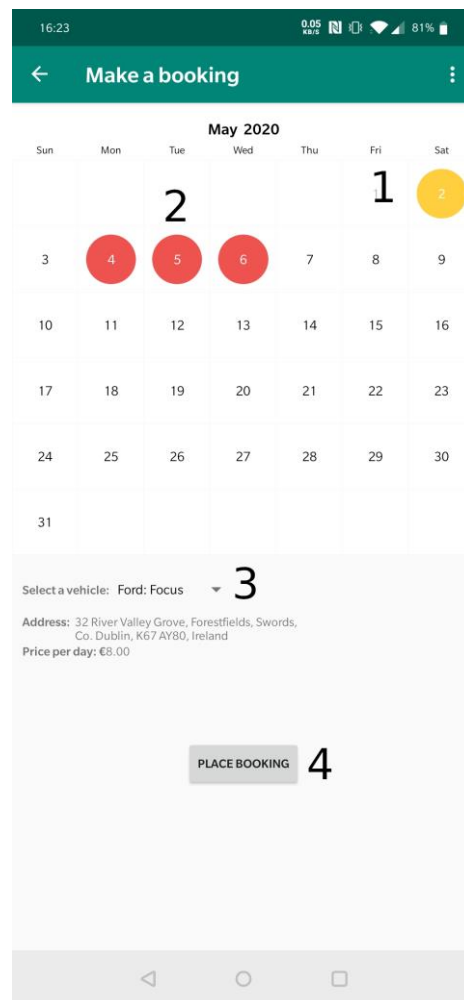 16:23 0.05 KB/S 81%
Make a booking
May 2020
Sun Mon Tue Wed Thu Fri Sat
2 1 1 2
3 4 5 6 7 8 9
10 11 12 13 14 15 16
17 18 19 20 21 22 23
24 25 26 27 28 29 30
31
Select a vehicle: Ford: Focus 3
Address: 32 River Valley Grove, Forestfields, Swords,
Co. Dublin, K67 AY80, Ireland
Price per day: €8.00
PLACE BOOKING 4